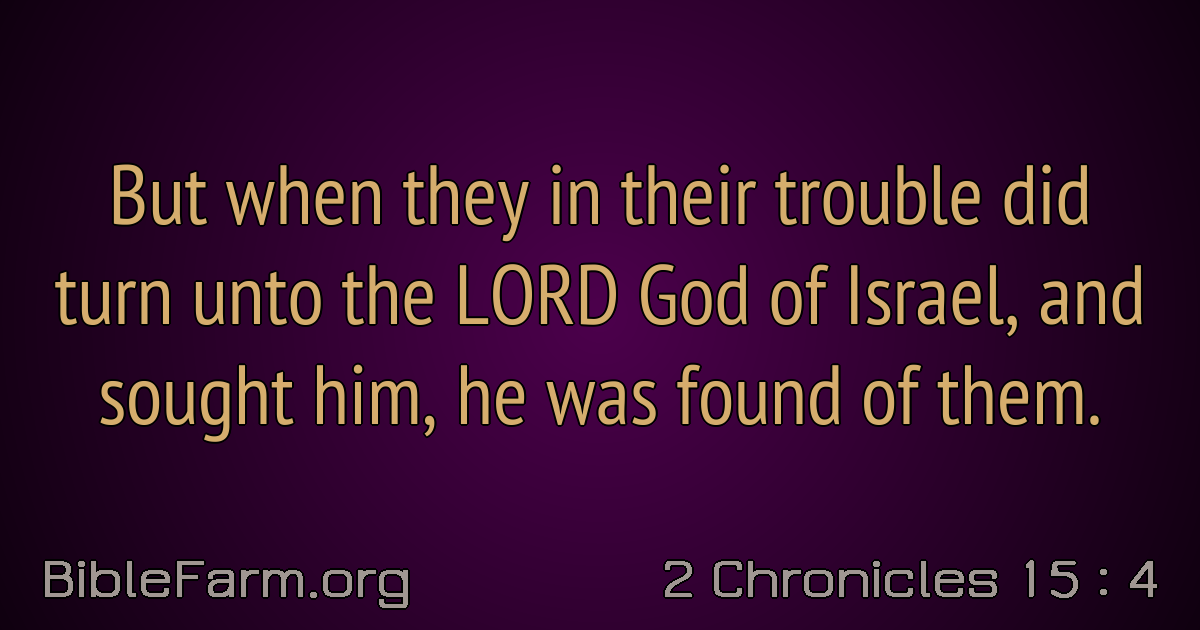 But when they in their trouble did
turn unto the LORD God of Israel, and
sought him, he was found of them.
BibleFarm.org
2 Chronicles 15 : 4